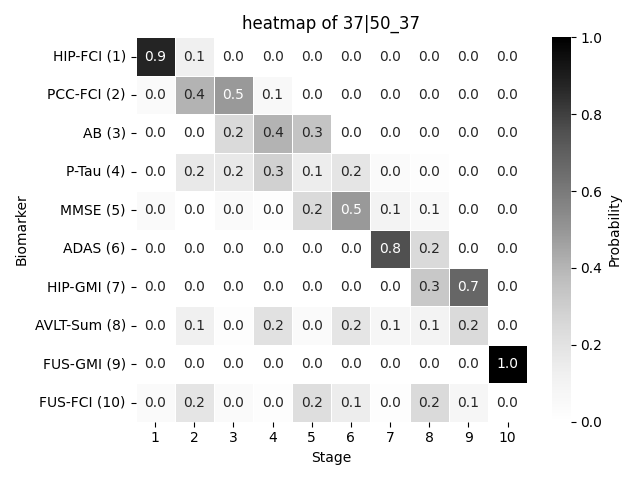 heatmap of 37|50_37
HIP-FCI (1) 0.9 0.1 0.0 0.0 0.0 0.0 0.0 0.0 0.0 0.0
PCC-FCI (2) 0.0 0.4 0.5 0.1 0.0 0.0 0.0 0.0 0.0 0.0
AB (3) 0.0 0.0 0.2 0.4 0.3 0.0 0.0 0.0 0.0 0.0
P-Tau (4) 0.0 0.2 0.2 0.3 0.1 0.2 0.0 0.0 0.0 0.0
MMSE (5) 0.0 0.0 0.0 0.0 0.2 0.5 0.1 0.1 0.0 0.0
ADAS (6) 0.0 0.0 0.0 0.0 0.0 0.0 0.8 0.2 0.0 0.0
HIP-GMI (7) 0.0 0.0 0.0 0.0 0.0 0.0 0.0 0.3 0.7 0.0
AVLT-Sum (8) 0.0 0.1 0.0 0.2 0.0 0.2 0.1 0.1 0.2 0.0
FUS-GMI (9) 0.0 0.0 0.0 0.0 0.0 0.0 0.0 0.0 0.0 1.0
FUS-FCI (10) 0.0 0.2 0.0 0.0 0.2 0.1 0.0 0.2 0.1 0.0
1 2 3 4 5 6 7 8 9 10
Stage
Biomarker
1.0
0.8
0.6
0.4
0.2
0.0
Probability